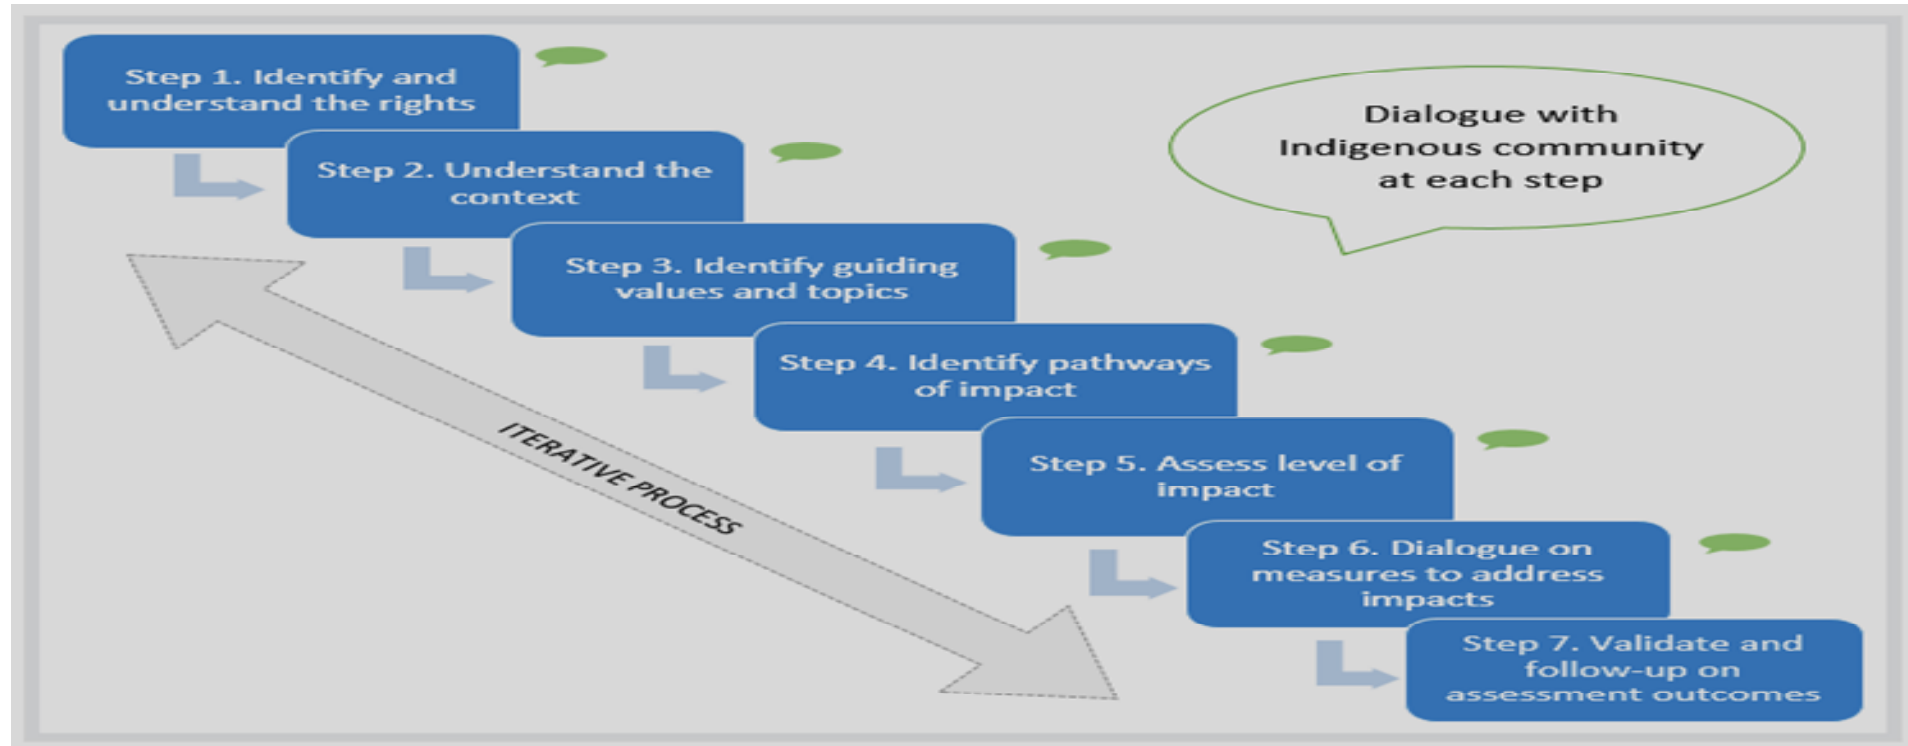 Step 1. Identify and
understand the rights
Step 2. Understand the
context
Step 3. Identify guiding
values and topics
Step 4. Identify pathways
of impact
Step 5. Assess level of
impact
Step 6. Dialogue on
measures to address
impacts
Step 7. Validate and
follow-up on
assessment outcomes
Dialogue with
Indigenous community
at each step
ITERATIVE PROCESS